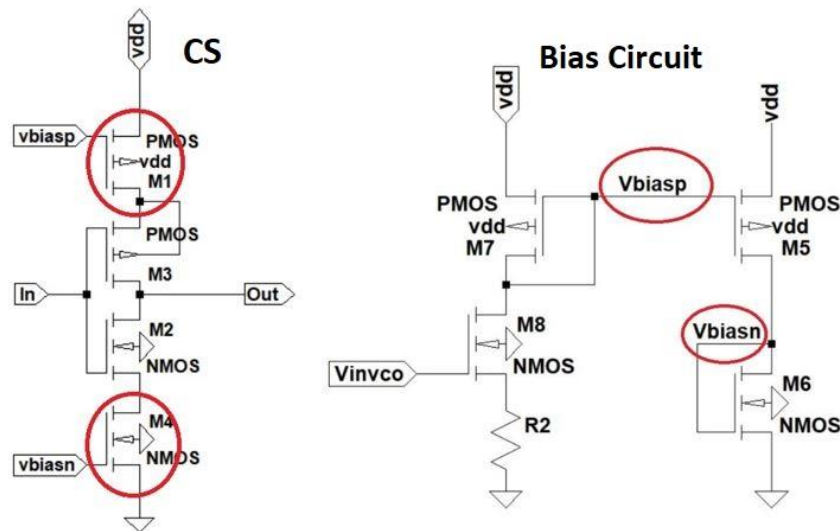 CS
Bias Circuit
vdd
vbiasp
PMOS
vdd
M1
PMOS
M3
In
Out
M2
NMOS
M4
vbiasn
NMOS
vdd
vdd
Vbiasp
PMOS
vdd
M7
PMOS
vdd
M5
M8
Vinvco
NMOS
Vbiasn
M6
R2
NMOS